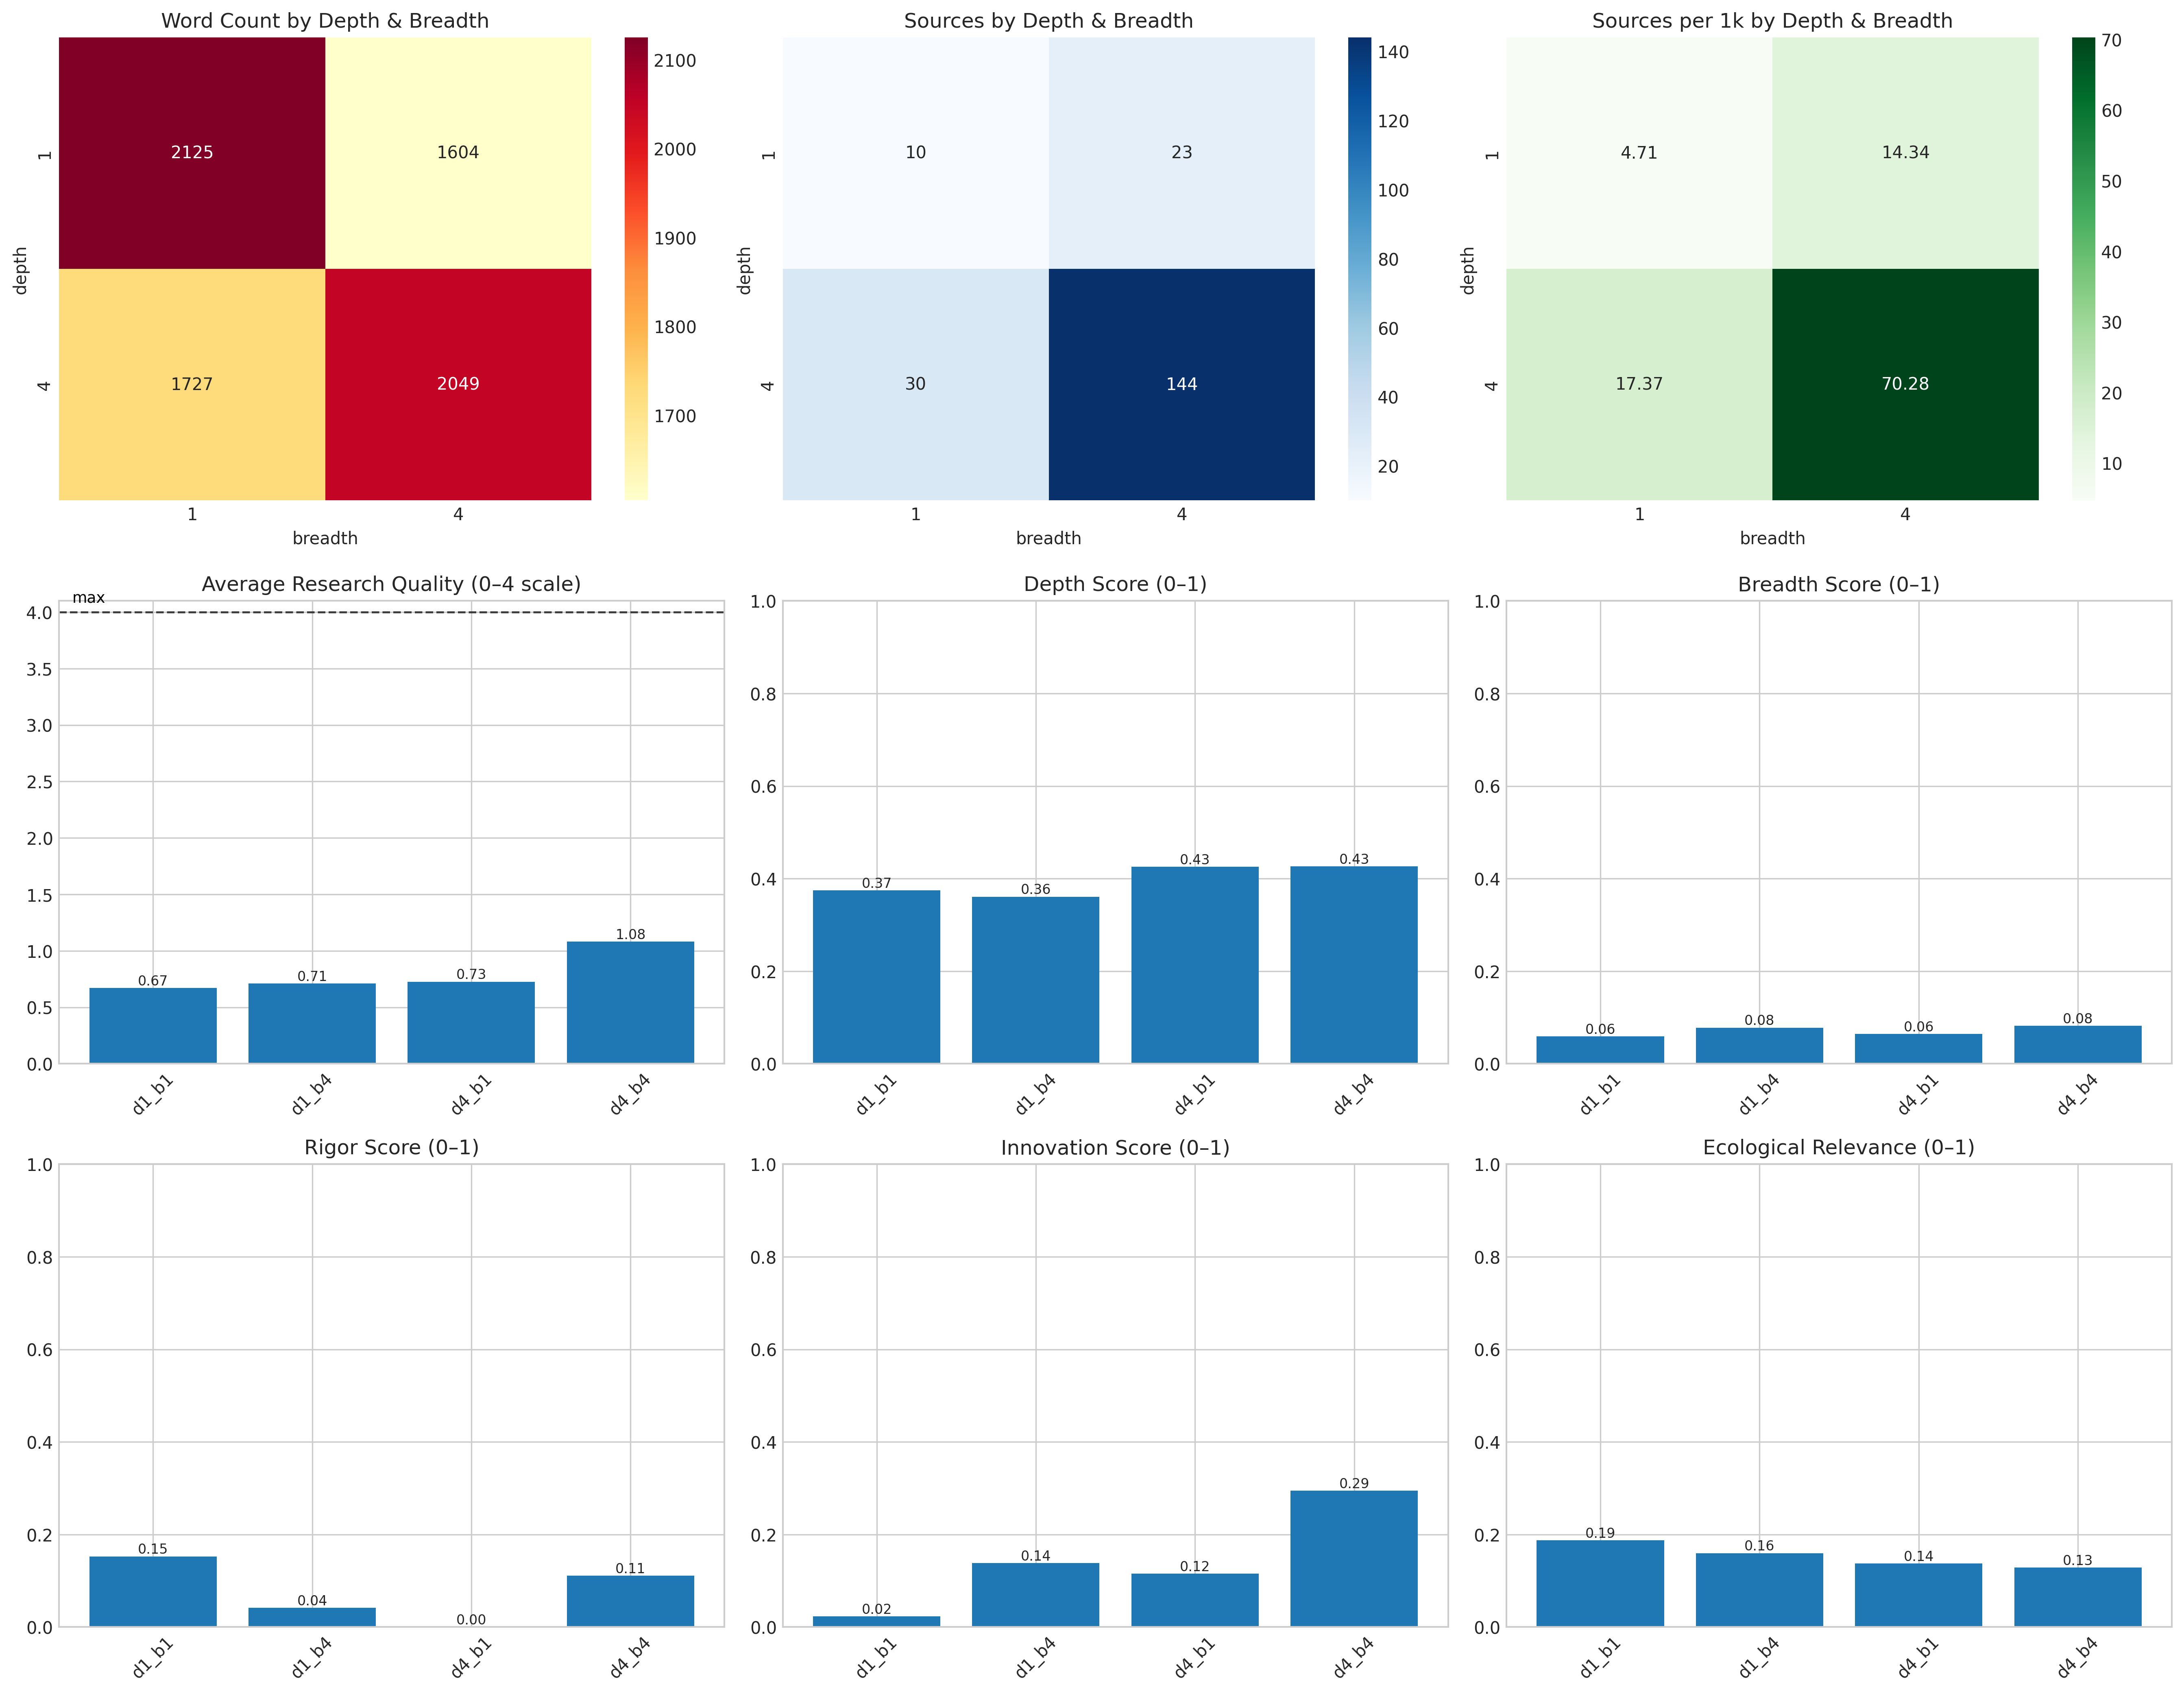 Word Count by Depth & Breadth
2125
1604
1727
2049
1
4
depth
1
4
breadth
2100
2000
1900
1800
1700
Sources by Depth & Breadth
10
23
30
144
1
4
depth
1
4
breadth
140
120
100
80
60
40
20
Sources per 1k by Depth & Breadth
4.71
14.34
17.37
70.28
1
4
depth
1
4
breadth
70
60
50
40
30
20
10
Average Research Quality (0–4 scale)
max
4.0
3.5
3.0
2.5
2.0
1.5
1.0
0.5
0.0
0.67
0.71
0.73
1.08
d1_b1
d1_b4
d4_b1
d4_b4
Depth Score (0–1)
1.0
0.8
0.6
0.4
0.2
0.0
0.37
0.36
0.43
0.43
d1_b1
d1_b4
d4_b1
d4_b4
Breadth Score (0–1)
1.0
0.8
0.6
0.4
0.2
0.0
0.06
0.08
0.06
0.08
d1_b1
d1_b4
d4_b1
d4_b4
Rigor Score (0–1)
1.0
0.8
0.6
0.4
0.2
0.0
0.15
0.04
0.00
0.11
d1_b1
d1_b4
d4_b1
d4_b4
Innovation Score (0–1)
1.0
0.8
0.6
0.4
0.2
0.0
0.02
0.14
0.12
0.29
d1_b1
d1_b4
d4_b1
d4_b4
Ecological Relevance (0–1)
1.0
0.8
0.6
0.4
0.2
0.0
0.19
0.16
0.14
0.13
d1_b1
d1_b4
d4_b1
d4_b4